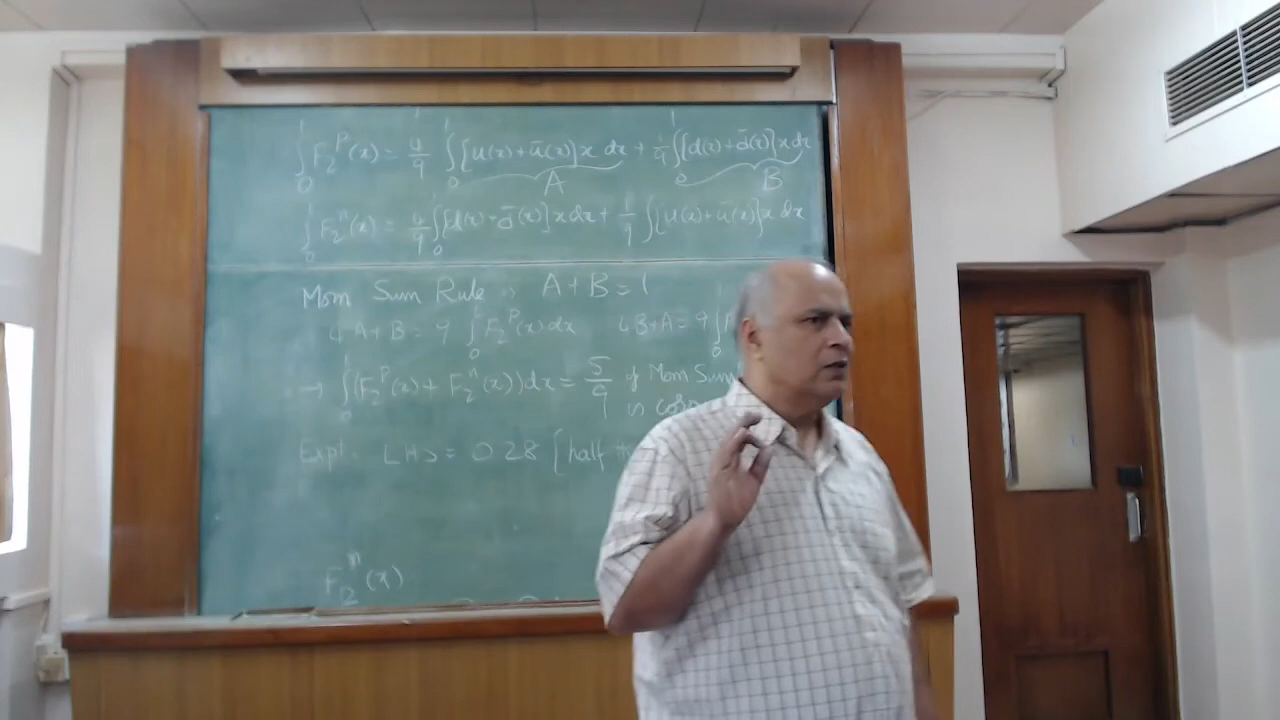 ∫₀¹ F₂ᵖ(x) = 4/9 ∫₀¹ [u(x)+ū(x)]x dx + 1/9 ∫₀¹ [d(x)+d̄(x)]x dx
A B
∫₀¹ F₂ⁿ(x) = 4/9 ∫₀¹ [d(x)+d̄(x)]x dx + 1/9 ∫[u(x)+ū(x)]x dx
Mom Sum Rule : A+B=1
4A+B = 9 ∫₀¹ F₂ᵖ(x)dx 4B+A=9 ∫₀¹ F
→ ∫₀¹ (F₂ᵖ(x)+ F₂ⁿ(x))dx = 5/9 if Mom Sum
is
Expt. LHS = 0.28 [half
F₂ⁿ(x)